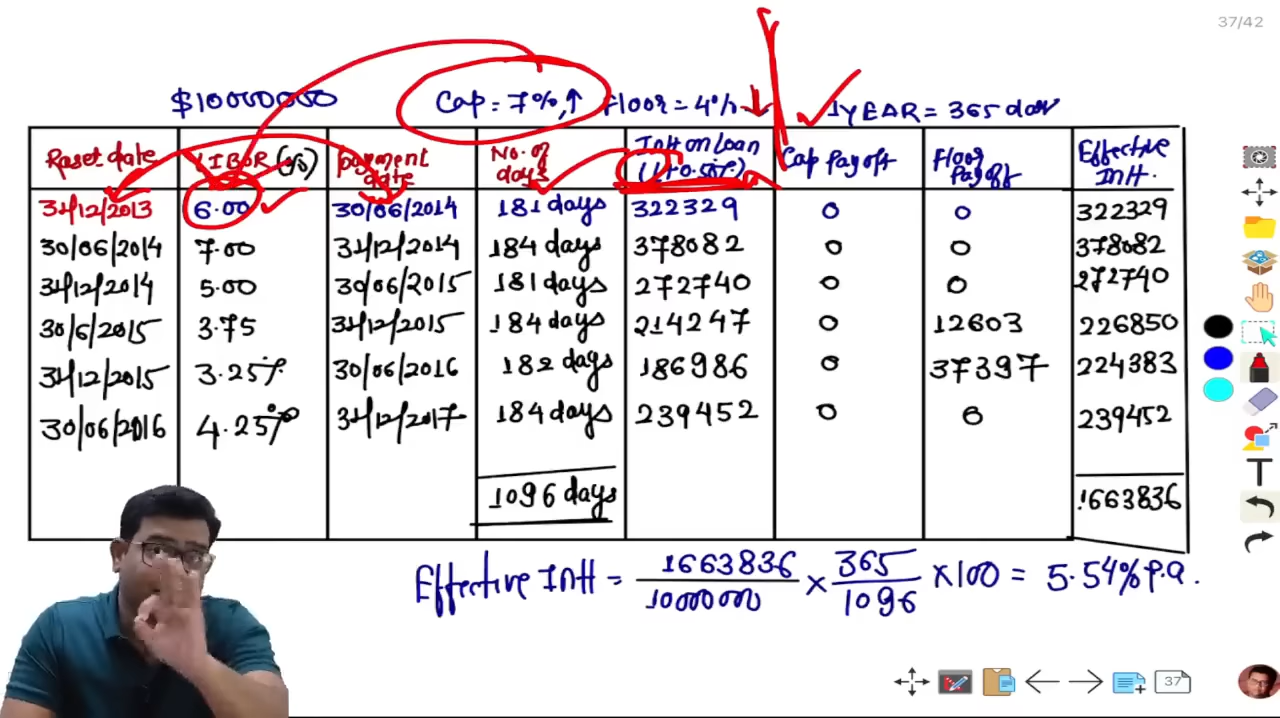 37/42
$10000000 Cap = 7%,↑ Floor = 4%↓ 1YEAR = 365 day
Reset date LIBOR (%) payment date No. of days Intt on Loan (L+0.50%) Cap Payoff Floor Payoff Effective Intt.
31/12/2013 6.00 30/06/2014 181 days 322329 0 0 322329
30/06/2014 7.00 31/12/2014 184 days 378082 0 0 378082
31/12/2014 5.00 30/06/2015 181 days 272740 0 0 272740
30/6/2015 3.75 31/12/2015 184 days 214247 0 12603 226850
31/12/2015 3.25% 30/06/2016 182 days 186986 0 37397 224383
30/06/2016 4.25% 31/12/2017 184 days 239452 0 0 239452
1096 days 1663836
Effective Intt = 1663836/10000000 × 365/1096 ×100 = 5.54% p.a.
T
37